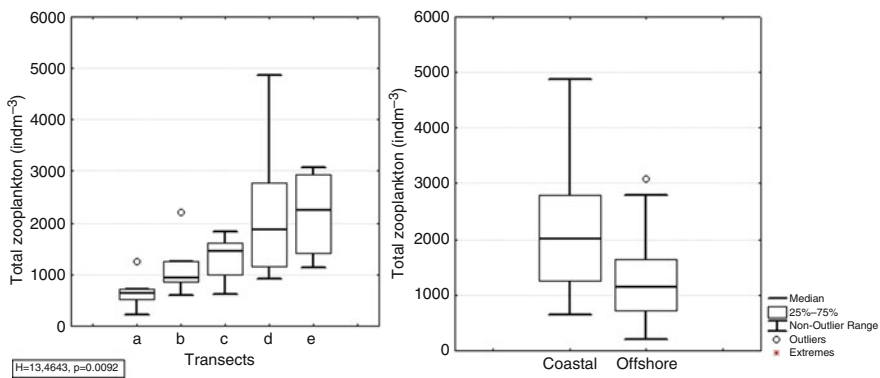 6000
5000
4000
3000
2000
1000
0
Total zooplankton (indm−3)
a b c d e
Transects
H=13,4643, p=0.0092
6000
5000
4000
3000
2000
1000
0
Total zooplankton (indm−3)
Coastal Offshore
Median
25%–75%
Non-Outlier Range
Outliers
Extremes